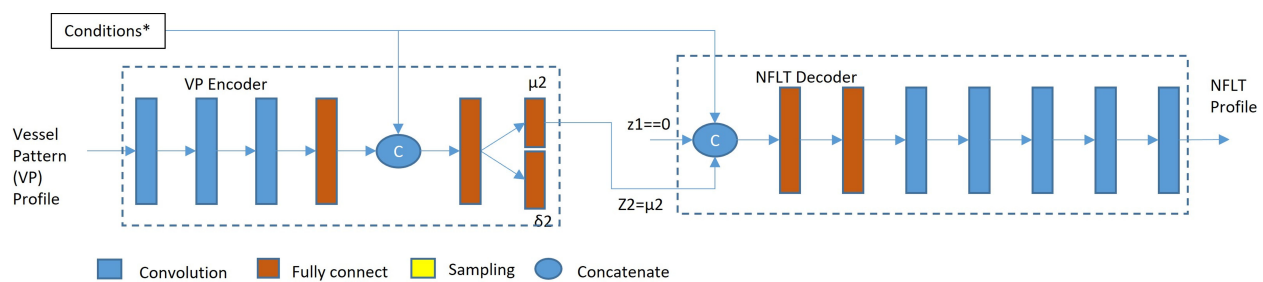 Conditions*
VP Encoder
μ2
NFLT Decoder
NFLT
Profile
Vessel
Pattern
(VP)
Profile
C
z1==0
C
Z2=μ2
δ2
Convolution
Fully connect
Sampling
Concatenate